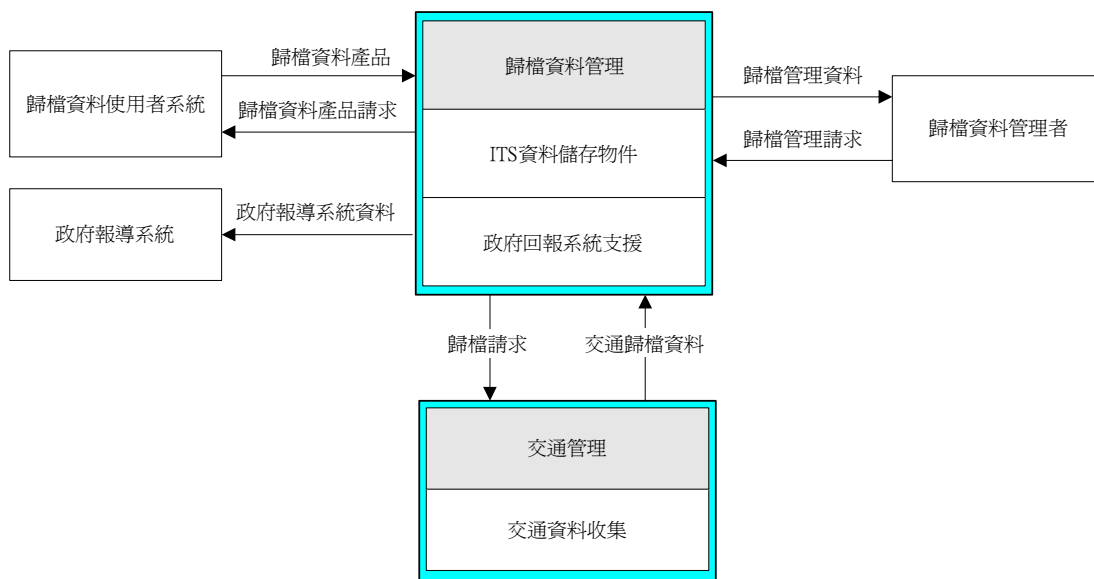 歸檔資料使用者系統
歸檔資料產品
歸檔資料產品請求
政府報導系統
政府報導系統資料
歸檔資料管理
ITS資料儲存物件
政府回報系統支援
歸檔管理資料
歸檔管理請求
歸檔資料管理者
歸檔請求
交通歸檔資料
交通管理
交通資料收集